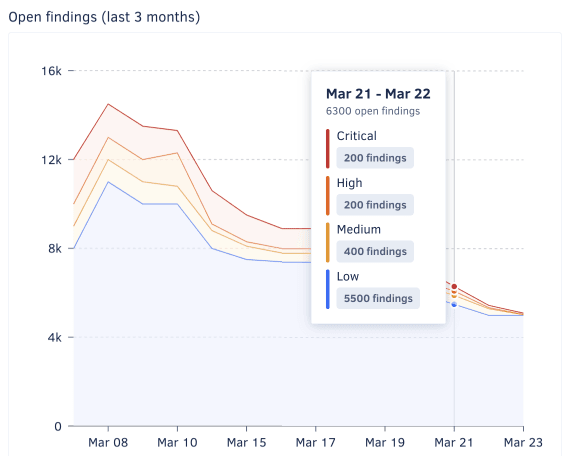 Open findings (last 3 months)
16k
12k
8k
4k
0
Mar 21 - Mar 22
6300 open findings
Critical
200 findings
High
200 findings
Medium
400 findings
Low
5500 findings
Mar 08
Mar 10
Mar 15
Mar 17
Mar 19
Mar 21
Mar 23